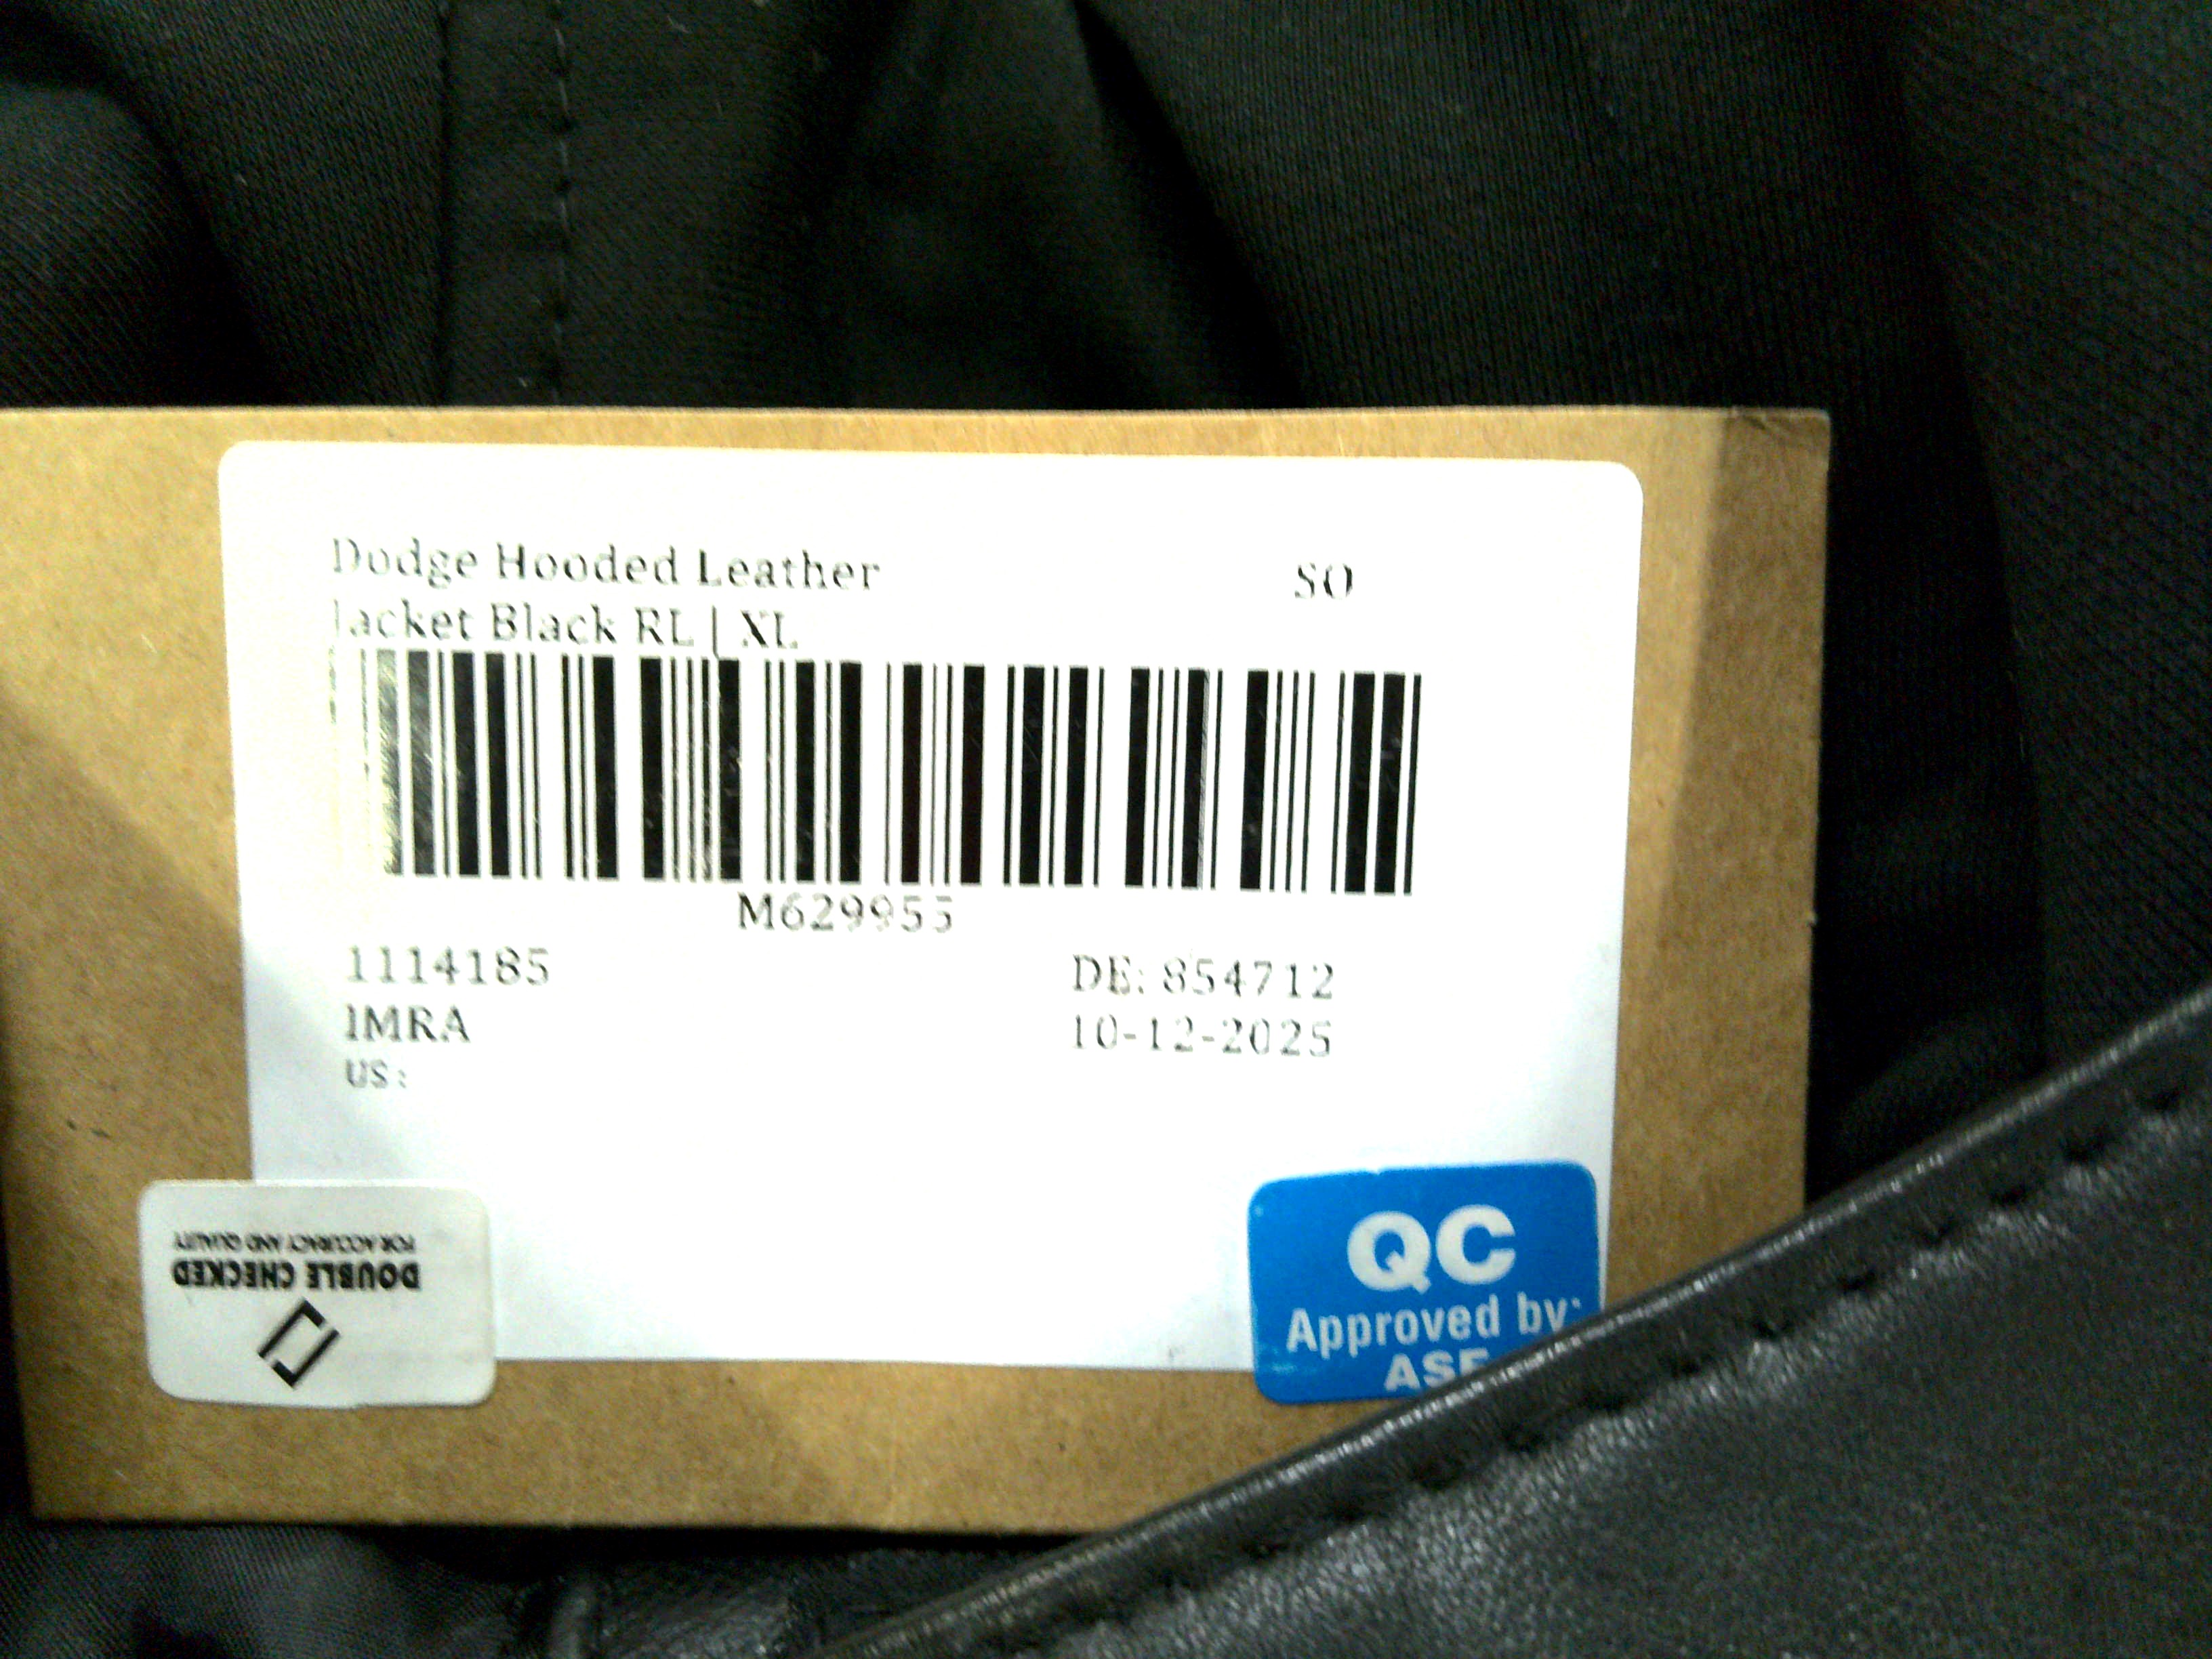 Dodge Hooded Leather
Jacket Black RL | XL
SO
M629955
1114185
IMRA
US:
DE: 854712
10-12-2025
DOUBLE CHECKED
FOR ACCURACY AND QUALITY
QC
Approved by: